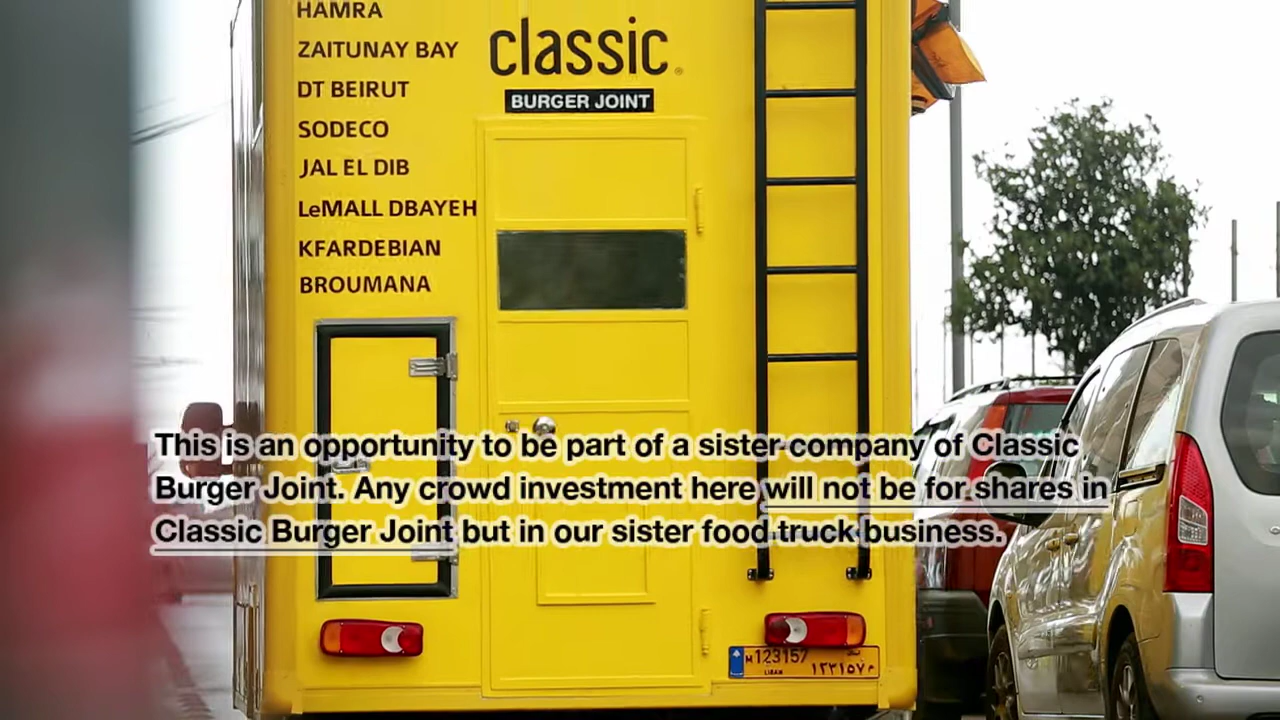 HAMRA
ZAITUNAY BAY
DT BEIRUT
SODECO
JAL EL DIB
LeMALL DBAYEH
KFARDEBIAN
BROUMANA
classic
BURGER JOINT
This is an opportunity to be part of a sister company of Classic
Burger Joint. Any crowd investment here will not be for shares in
Classic Burger Joint but in our sister food truck business.
M 123157
LIBAN
١٢٣١٥٧ م